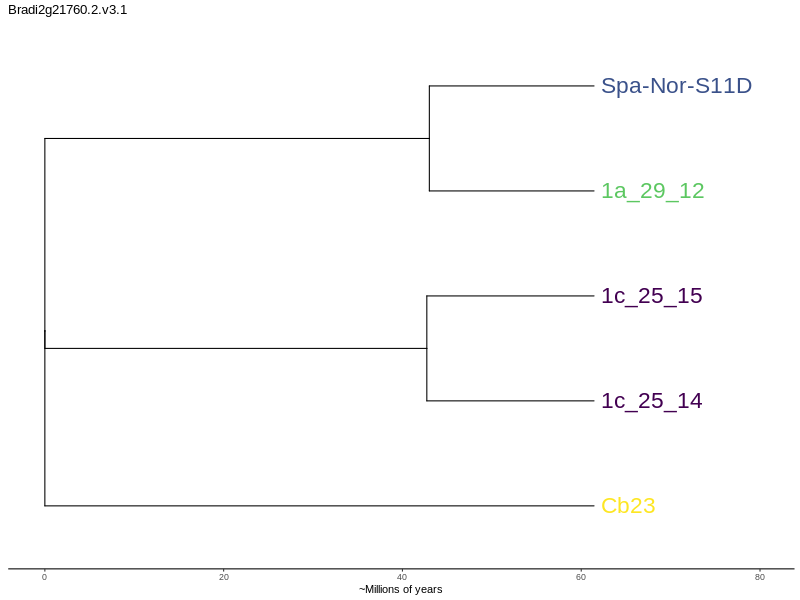 Bradi2g21760.2.v3.1
Spa-Nor-S11D
1a_29_12
1c_25_15
1c_25_14
Cb23
0 20 40 60 80
~Millions of years